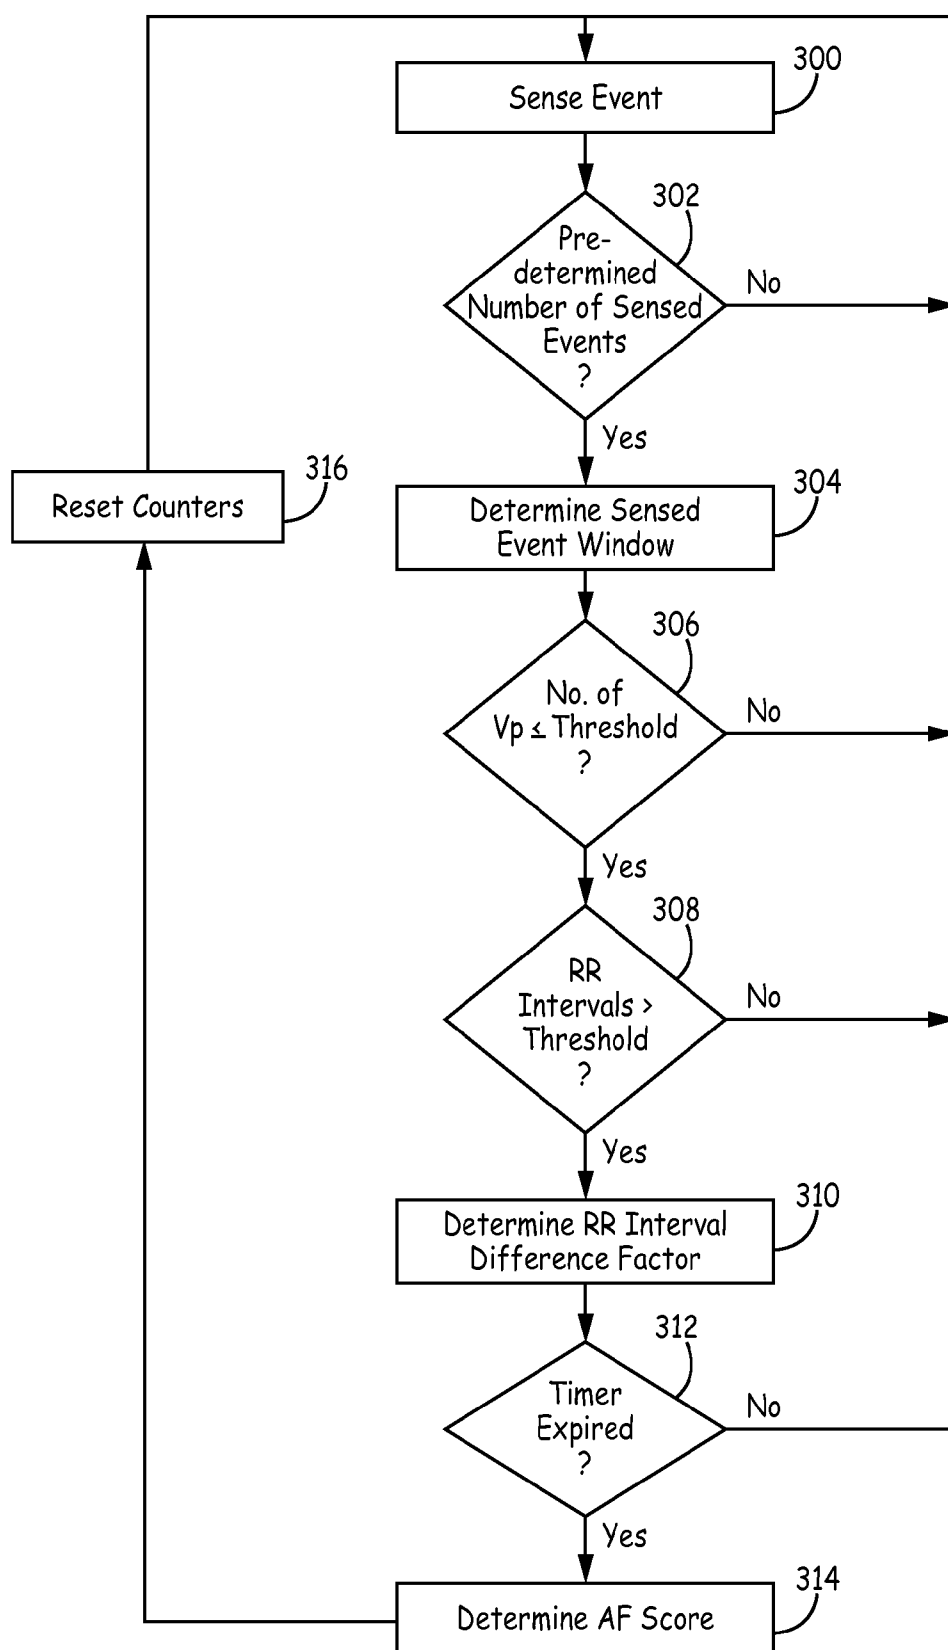 300
Sense Event
302
Pre-
determined
Number of Sensed
Events
?
No
Yes
316
Reset Counters
304
Determine Sensed
Event Window
306
No. of
Vp ≤ Threshold
?
No
Yes
308
RR
Intervals >
Threshold
?
No
Yes
310
Determine RR Interval
Difference Factor
312
Timer
Expired
?
No
Yes
314
Determine AF Score